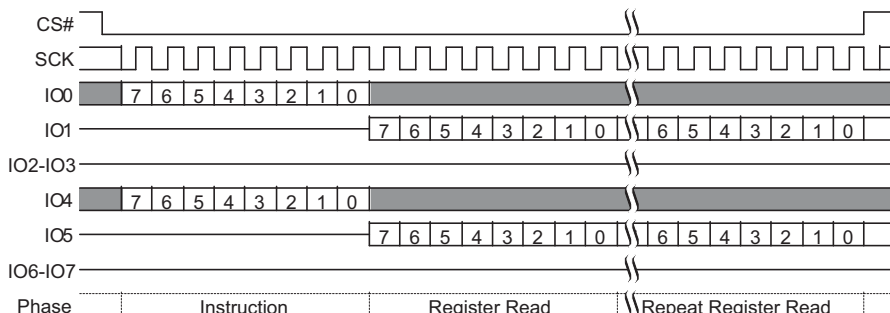 CS#
SCK
IO0 7 6 5 4 3 2 1 0
IO1 7 6 5 4 3 2 1 0 6 5 4 3 2 1 0
IO2-IO3
IO4 7 6 5 4 3 2 1 0
IO5 7 6 5 4 3 2 1 0 6 5 4 3 2 1 0
IO6-IO7
Phase Instruction Register Read Repeat Register Read